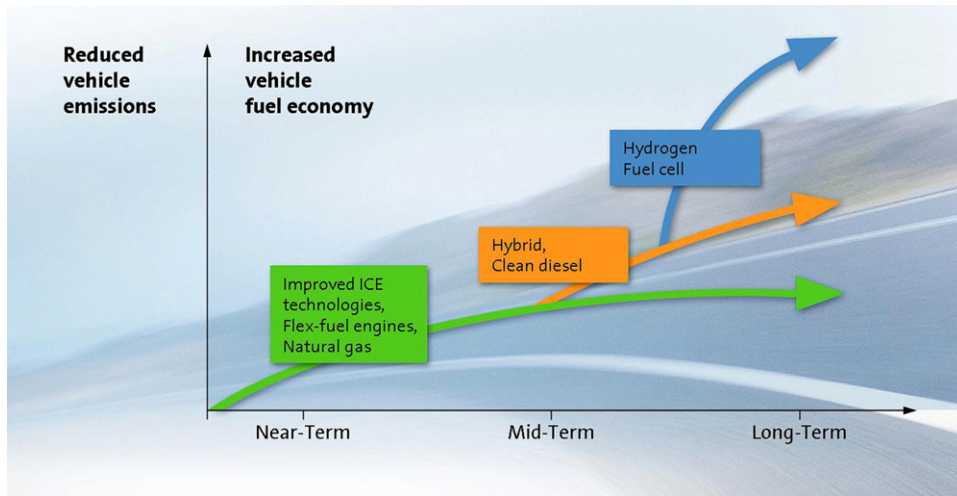 Reduced
vehicle
emissions
Increased
vehicle
fuel economy
Hydrogen
Fuel cell
Hybrid,
Clean diesel
Improved ICE
technologies,
Flex-fuel engines,
Natural gas
Near-Term
Mid-Term
Long-Term